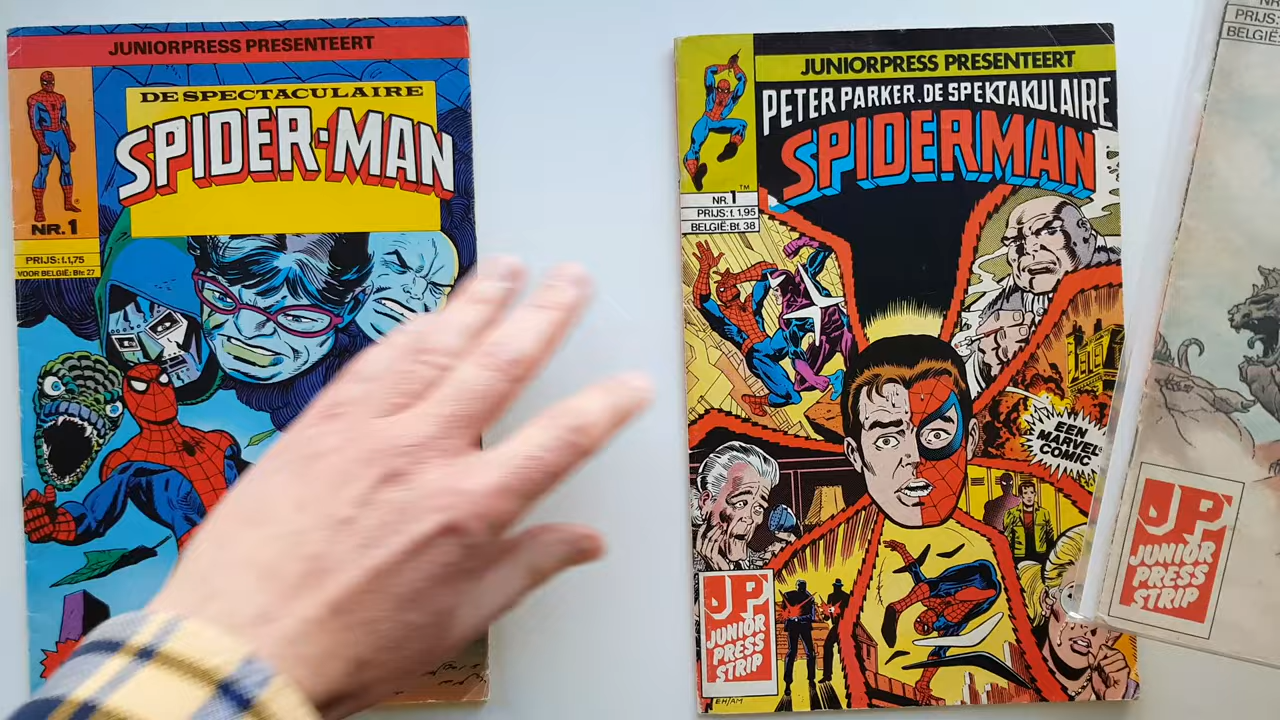 JUNIORPRESS PRESENTEERT
DE SPECTACULAIRE
SPIDER-MAN
NR.1
PRIJS: f.1,75
VOOR BELGIË: Bfr. 27
JUNIORPRESS PRESENTEERT
PETER PARKER. DE SPEKTAKULAIRE
SPIDERMAN
TM
NR. 1
PRIJS: f. 1,95
BELGIË: Bf. 38
EEN
MARVEL
COMIC
JP
JUNIOR
PRESS
STRIP
NR
PRIJS:
BELGIË:
JP
JUNIOR
PRESS
STRIP